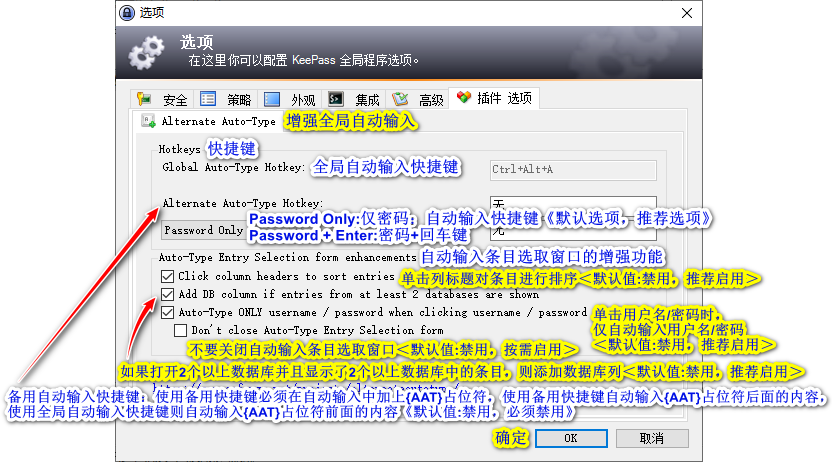 选项
选项
在这里你可以配置 KeePass 全局程序选项。
安全 策略 外观 集成 高级 插件 选项
Alternate Auto-Type 增强全局自动输入
Hotkeys 快捷键
Global Auto-Type Hotkey: 全局自动输入快捷键 Ctrl+Alt+A
Alternate Auto-Type Hotkey: 无
Password Only:仅密码：自动输入快捷键《默认选项，推荐选项》
Password Only 无
Password + Enter:密码+回车键
Auto-Type Entry Selection form enhancements 自动输入条目选取窗口的增强功能
Click column headers to sort entries 单击列标题对条目进行排序＜默认值:禁用，推荐启用＞
Add DB column if entries from at least 2 databases are shown
Auto-Type ONLY username / password when clicking username / password 单击用户名/密码时，
仅自动输入用户名/密码
＜默认值:禁用，推荐启用＞
Don't close Auto-Type Entry Selection form
不要关闭自动输入条目选取窗口＜默认值:禁用，按需启用＞
如果打开2个以上数据库并且显示了2个以上数据库中的条目，则添加数据库列＜默认值:禁用，推荐启用＞
备用自动输入快捷键：使用备用快捷键必须在自动输入中加上{AAT}占位符，使用备用快捷键自动输入{AAT}占位符后面的内容，
使用全局自动输入快捷键则自动输入{AAT}占位符前面的内容《默认值:禁用，必须禁用》
确定 OK 取消